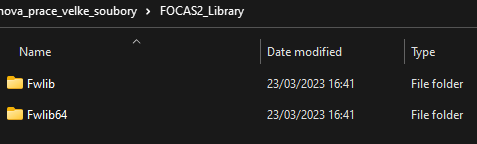 nova_prace_velke_soubory > FOCAS2_Library
Name Date modified Type
Fwlib 23/03/2023 16:41 File folder
Fwlib64 23/03/2023 16:41 File folder